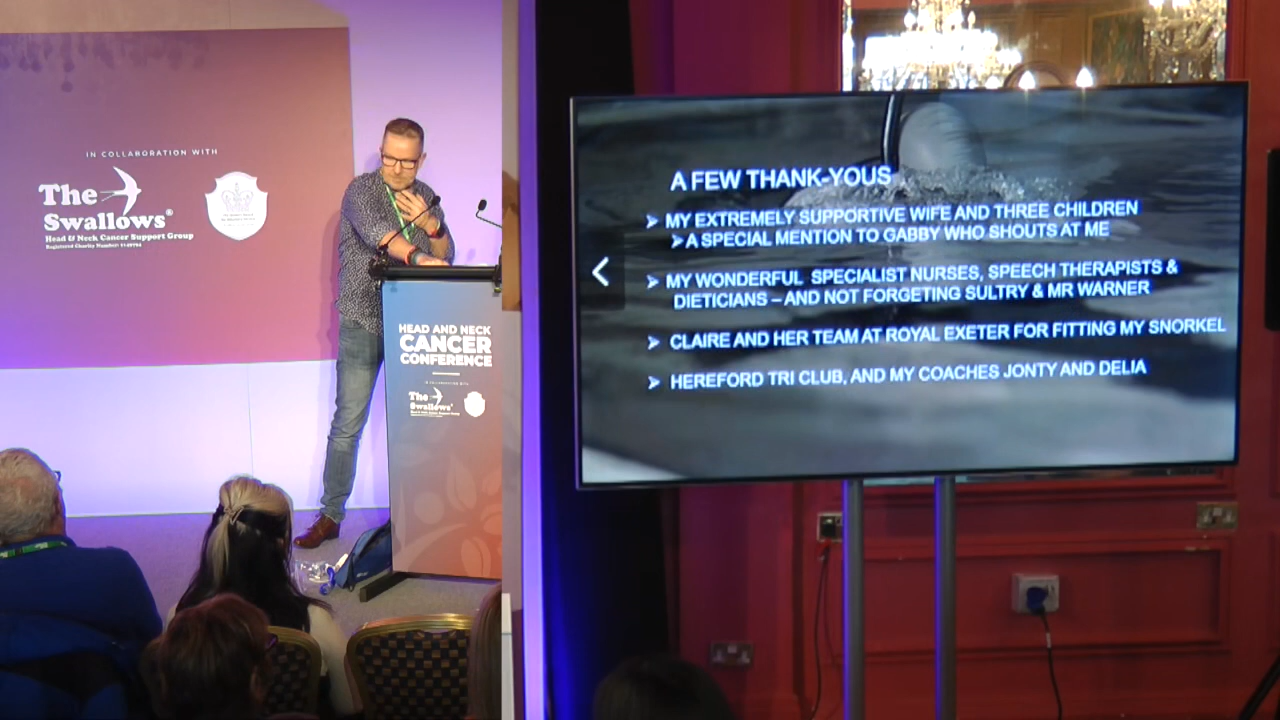 IN COLLABORATION WITH
The
Swallows®
Head & Neck Cancer Support Group
HEAD AND NECK
CANCER
CONFERENCE
IN COLLABORATION WITH
The
Swallows
A FEW THANK-YOUS
➤ MY EXTREMELY SUPPORTIVE WIFE AND THREE CHILDREN
➤ A SPECIAL MENTION TO GABBY WHO SHOUTS AT ME
➤ MY WONDERFUL SPECIALIST NURSES, SPEECH THERAPISTS &
DIETICIANS – AND NOT FORGETING SULTRY & MR WARNER
➤ CLAIRE AND HER TEAM AT ROYAL EXETER FOR FITTING MY SNORKEL
➤ HEREFORD TRI CLUB, AND MY COACHES JONTY AND DELIA